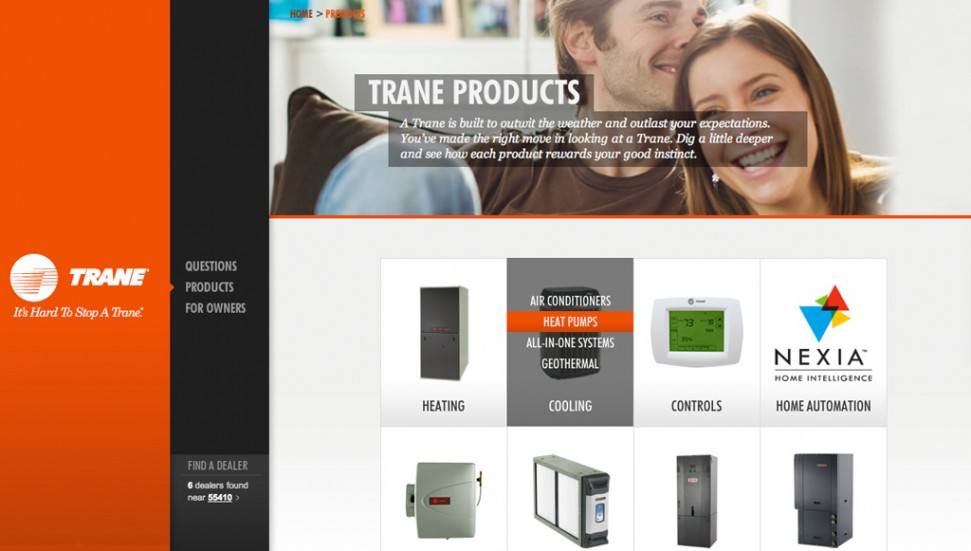 HOME > PRODUCTS
TRANE PRODUCTS
A Trane is built to outwit the weather and outlast your expectations.
You've made the right move in looking at a Trane. Dig a little deeper
and see how each product rewards your good instinct.
TRANE
It's Hard To Stop A Trane.®
QUESTIONS
PRODUCTS
FOR OWNERS
FIND A DEALER
6 dealers found
near 55410 >
AIR CONDITIONERS
HEAT PUMPS
ALL-IN-ONE SYSTEMS
GEOTHERMAL
HEATING
COOLING
TRANE
73
CONTROLS
NEXIA™
HOME INTELLIGENCE
HOME AUTOMATION